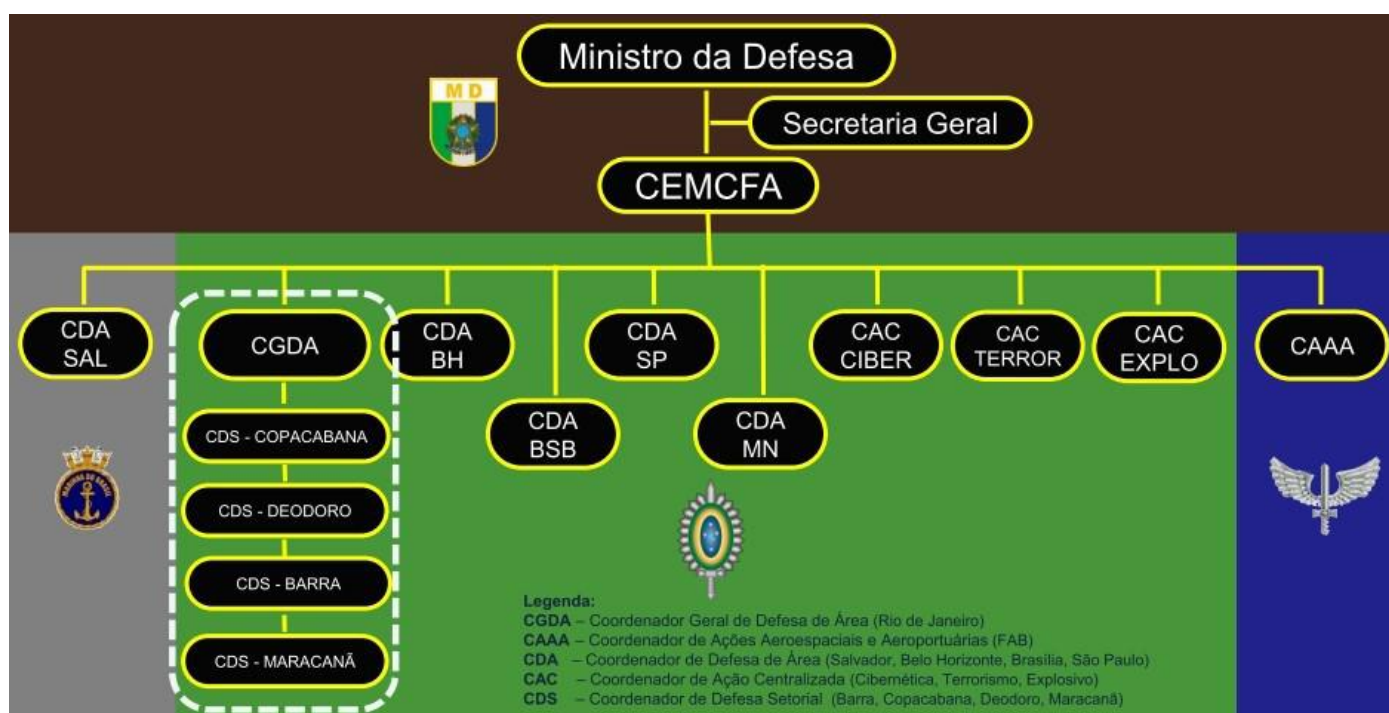 Ministro da Defesa
M D
Secretaria Geral
CEMCFA
CDA
SAL
CGDA
CDS - COPACABANA
CDS - DEODORO
CDS - BARRA
CDS - MARACANÃ
CDA
BH
CDA
BSB
CDA
SP
CDA
MN
CAC
CIBER
CAC
TERROR
CAC
EXPLO
CAAA
MARINHA DO BRASIL
Legenda:
CGDA – Coordenador Geral de Defesa de Área (Rio de Janeiro)
CAAA – Coordenador de Ações Aeroespaciais e Aeroportuárias (FAB)
CDA – Coordenador de Defesa de Área (Salvador, Belo Horizonte, Brasília, São Paulo)
CAC – Coordenador de Ação Centralizada (Cibernética, Terrorismo, Explosivo)
CDS – Coordenador de Defesa Setorial (Barra, Copacabana, Deodoro, Maracanã)